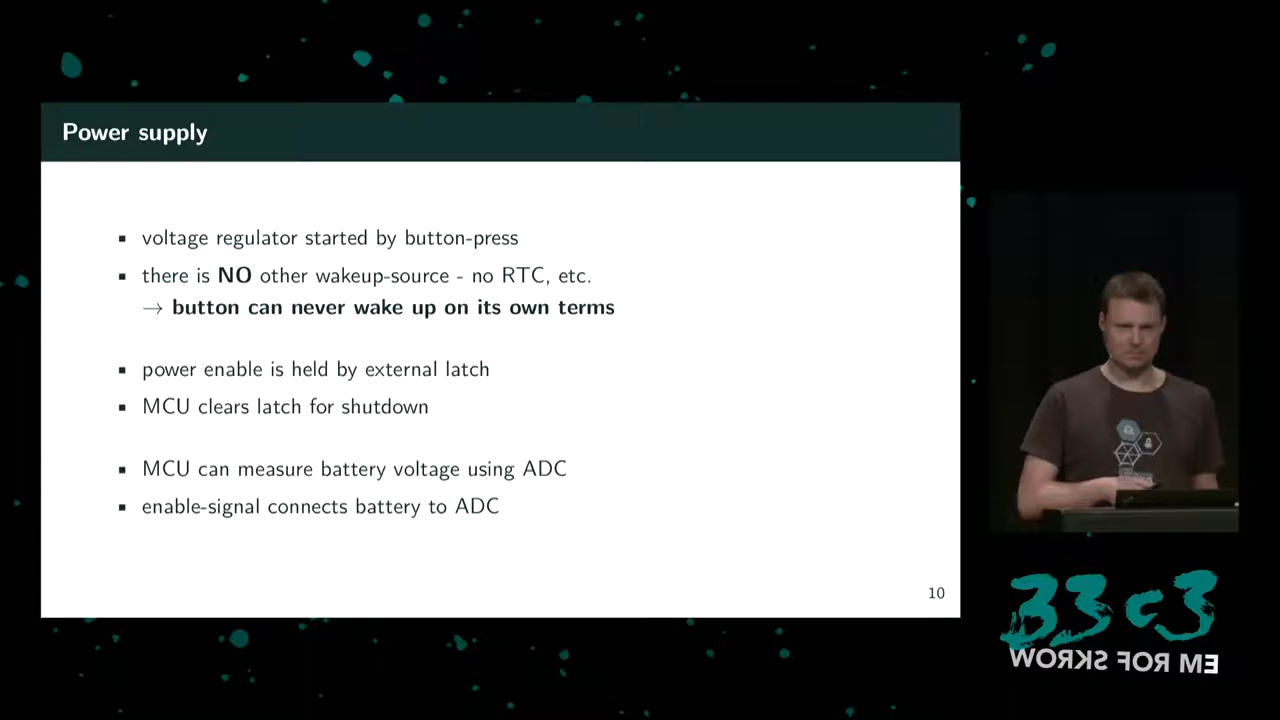 Power supply
▪ voltage regulator started by button-press
▪ there is NO other wakeup-source - no RTC, etc.
→ button can never wake up on its own terms
▪ power enable is held by external latch
▪ MCU clears latch for shutdown
▪ MCU can measure battery voltage using ADC
▪ enable-signal connects battery to ADC
10
33c3
WORKS FOR ME